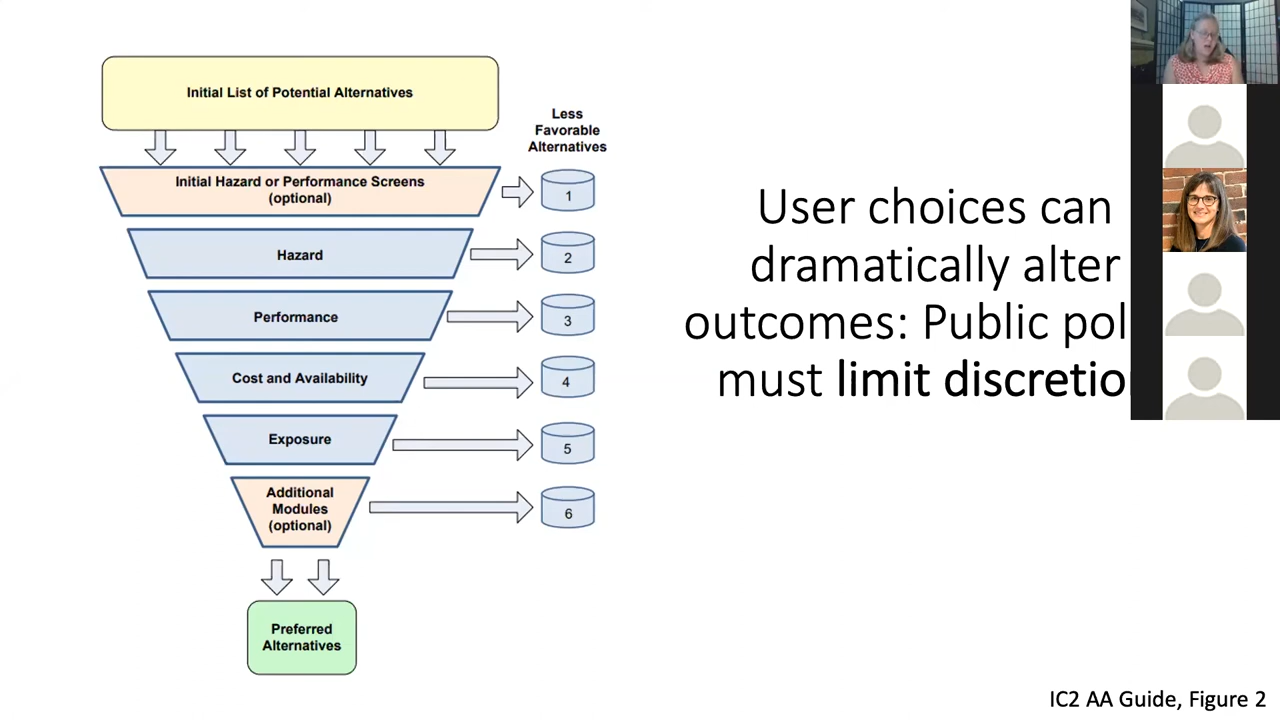 Initial List of Potential Alternatives
Less
Favorable
Alternatives
Initial Hazard or Performance Screens
(optional)
1
Hazard
2
Performance
3
Cost and Availability
4
Exposure
5
Additional
Modules
(optional)
6
Preferred
Alternatives
User choices can
dramatically alter
outcomes: Public pol
must limit discretio
IC2 AA Guide, Figure 2